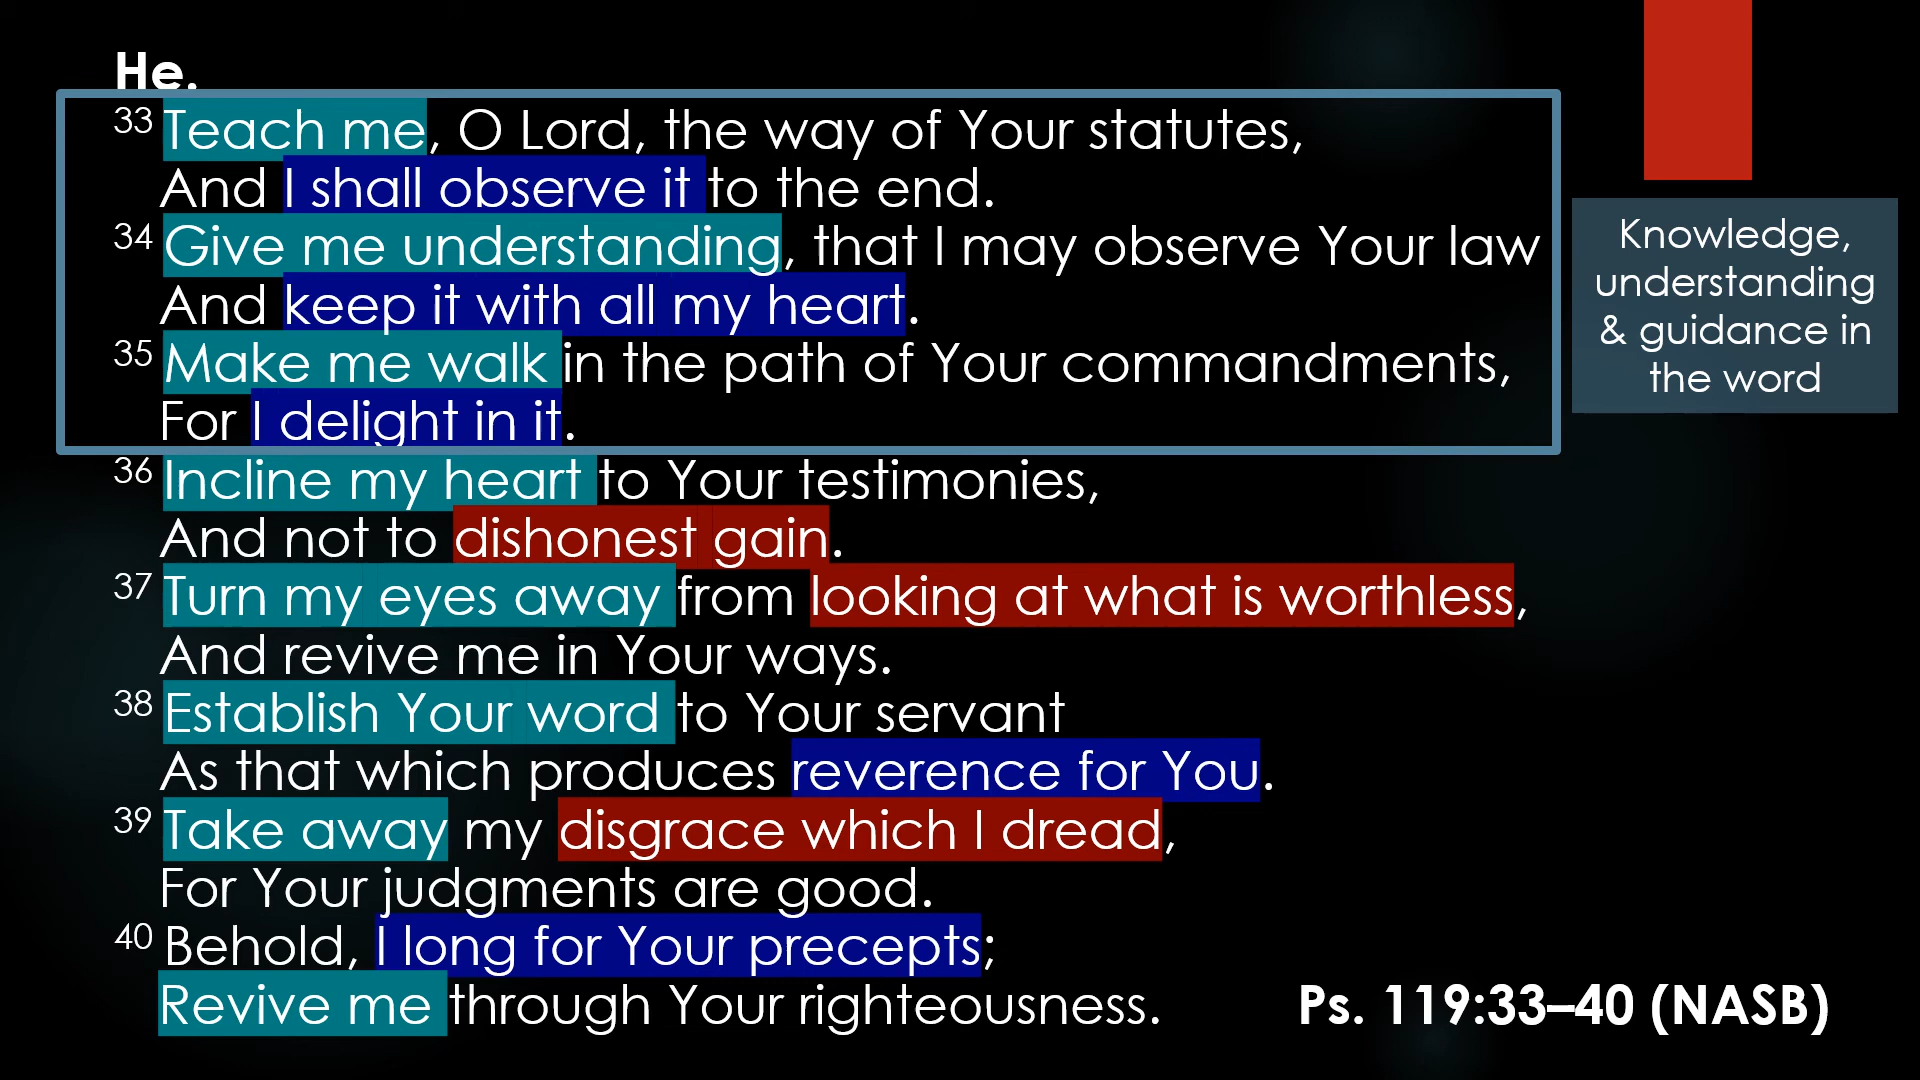 He.
33 Teach me, O Lord, the way of Your statutes,
And I shall observe it to the end.
34 Give me understanding, that I may observe Your law
And keep it with all my heart.
35 Make me walk in the path of Your commandments,
For I delight in it.
36 Incline my heart to Your testimonies,
And not to dishonest gain.
37 Turn my eyes away from looking at what is worthless,
And revive me in Your ways.
38 Establish Your word to Your servant
As that which produces reverence for You.
39 Take away my disgrace which I dread,
For Your judgments are good.
40 Behold, I long for Your precepts;
Revive me through Your righteousness.
Knowledge,
understanding
& guidance in
the word
Ps. 119:33–40 (NASB)